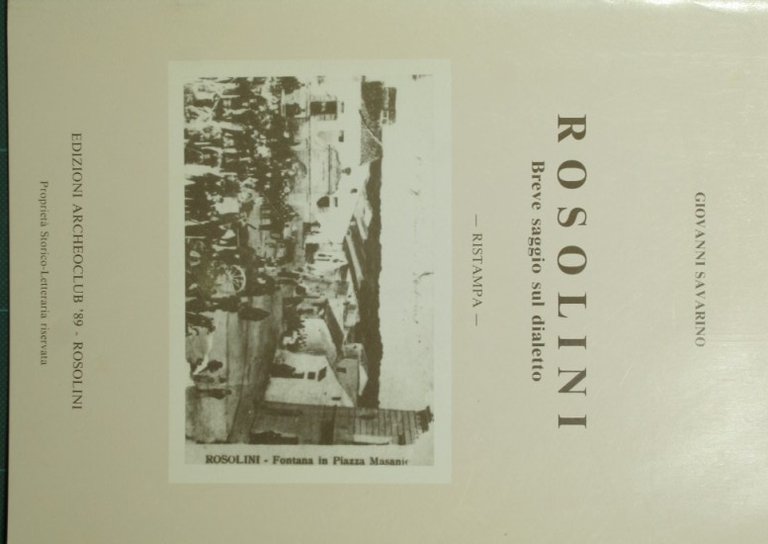 GIOVANNI SAVARINO
ROSOLINI
Breve saggio sul dialetto
— RISTAMPA —
ROSOLINI - Fontana in Piazza Masanie
EDIZIONI ARCHEOCLUB '89 - ROSOLINI
Proprietà Storico-Letteraria riservata